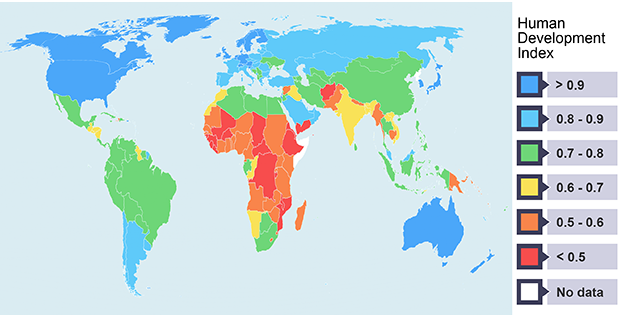 Human
Development
Index
> 0.9
0.8 - 0.9
0.7 - 0.8
0.6 - 0.7
0.5 - 0.6
< 0.5
No data